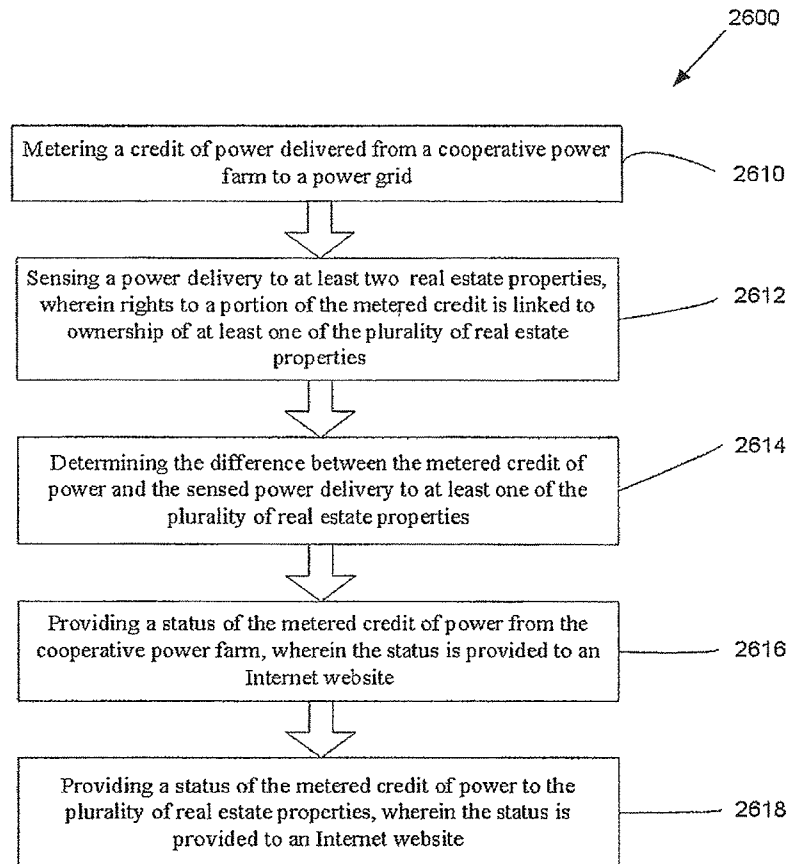 2600
Metering a credit of power delivered from a cooperative power
farm to a power grid
2610
Sensing a power delivery to at least two real estate properties,
wherein rights to a portion of the metered credit is linked to
ownership of at least one of the plurality of real estate
properties
2612
Determining the difference between the metered credit of
power and the sensed power delivery to at least one of the
plurality of real estate properties
2614
Providing a status of the metered credit of power from the
cooperative power farm, wherein the status is provided to an
Internet website
2616
Providing a status of the metered credit of power to the
plurality of real estate properties, wherein the status is
provided to an Internet website
2618